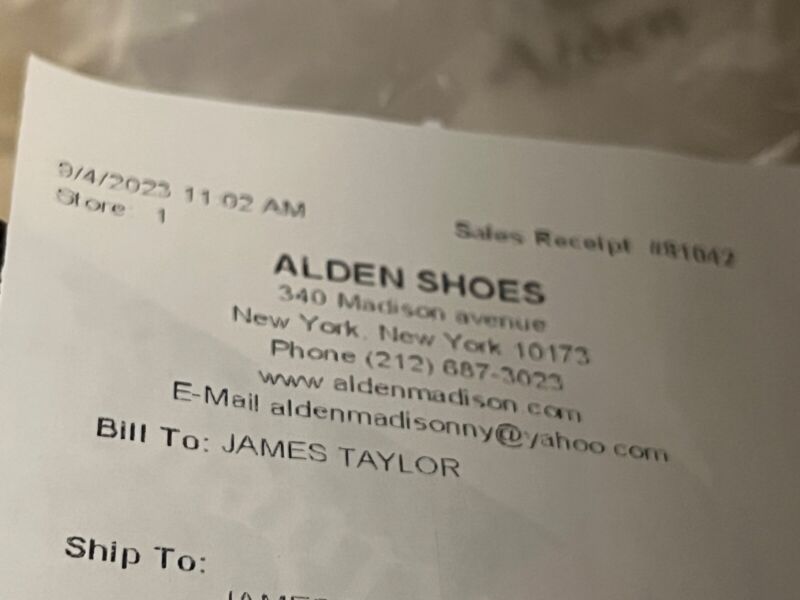 Alden
9/4/2023 11:02 AM
Store: 1
Sales Receipt #81042
ALDEN SHOES
340 Madison avenue
New York, New York 10173
Phone (212) 687-3023
www.aldenmadison.com
E-Mail aldenmadisonny@yahoo.com
Bill To: JAMES TAYLOR
Ship To: